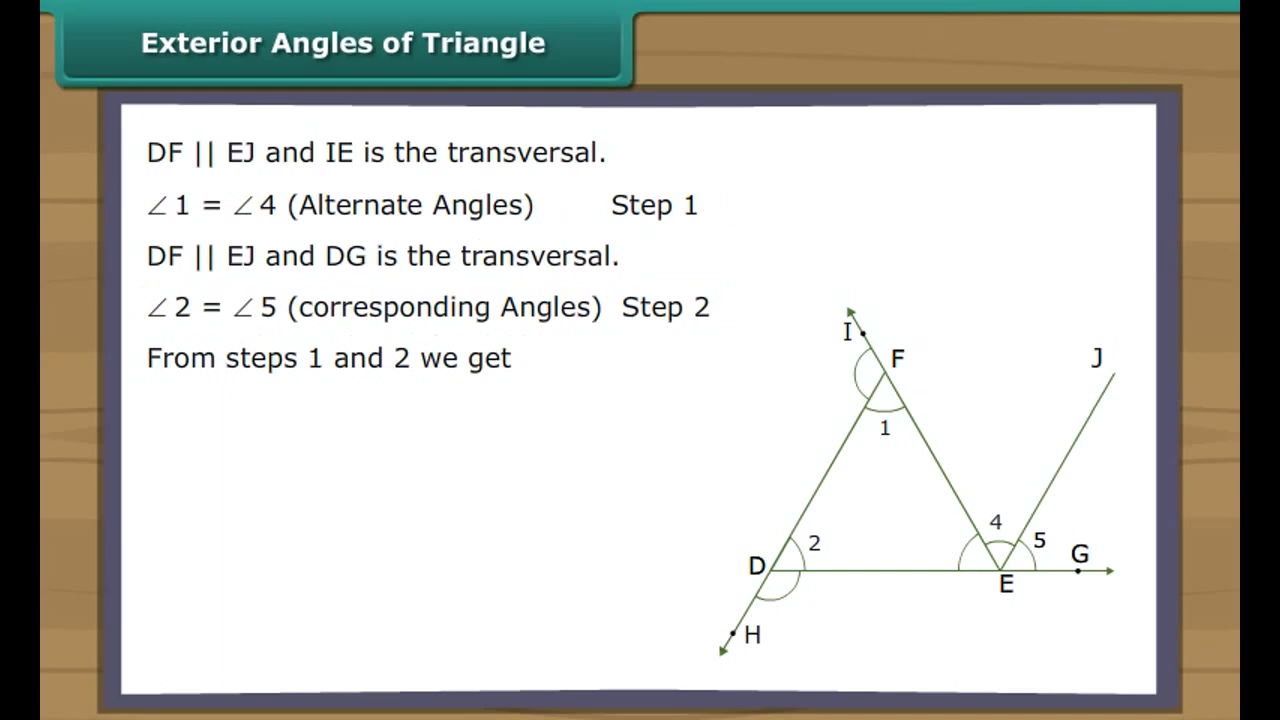 Exterior Angles of Triangle
DF || EJ and IE is the transversal.
∠1 = ∠4 (Alternate Angles) Step 1
DF || EJ and DG is the transversal.
∠2 = ∠5 (corresponding Angles) Step 2
From steps 1 and 2 we get
I
F
J
1
4
2
5
G
D
E
H